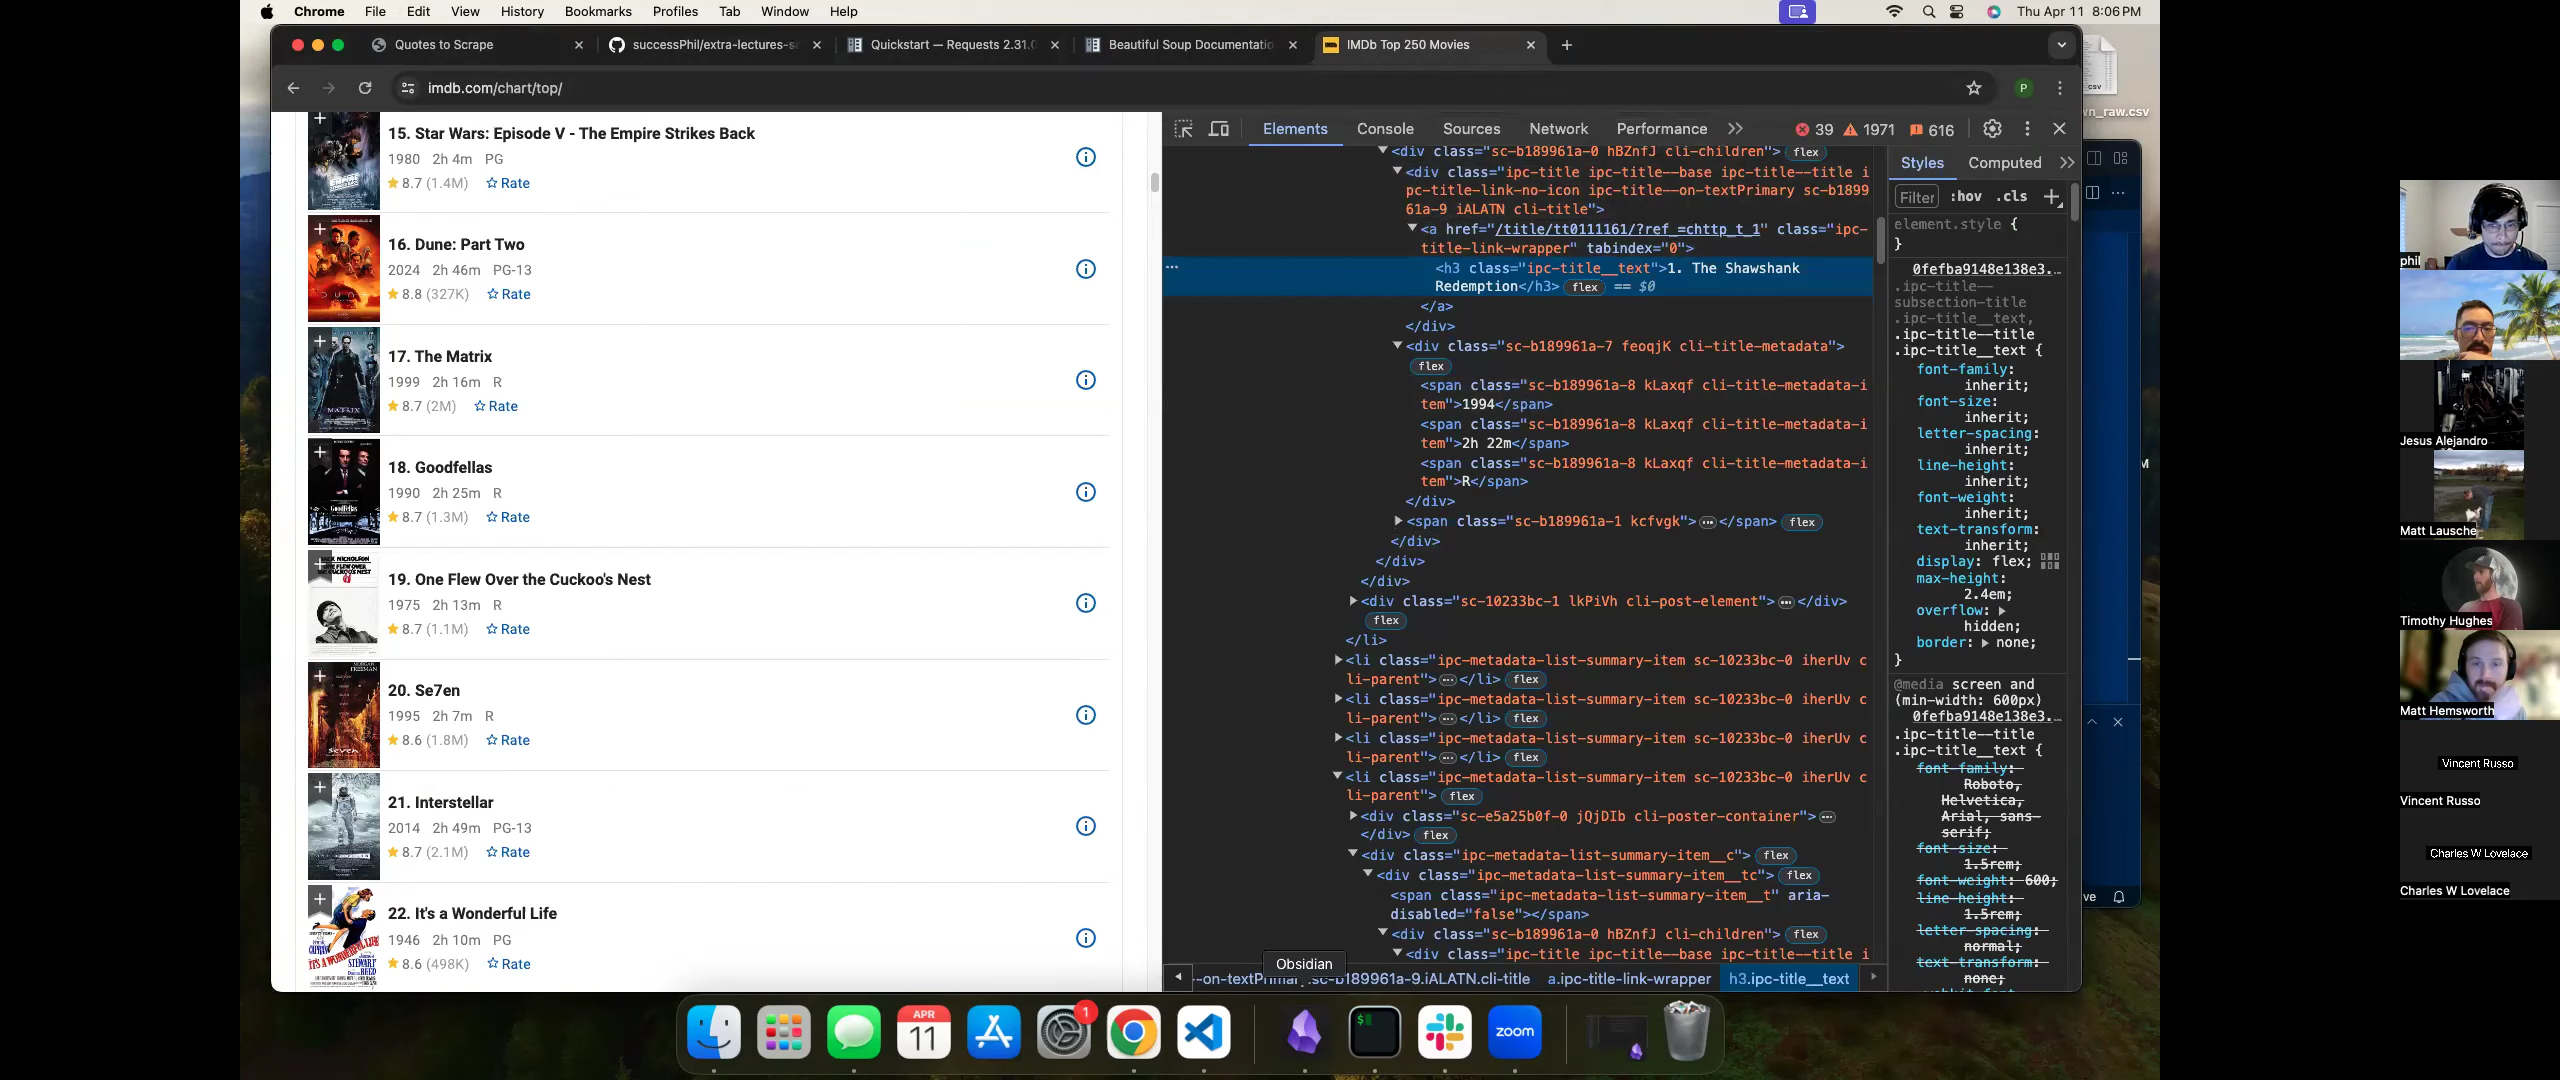 Chrome File Edit View History Bookmarks Profiles Tab Window Help
Thu Apr 11 8:06 PM
Quotes to Scrape
successPhil/extra-lectures-s
Quickstart — Requests 2.31.0
Beautiful Soup Documentatio
IMDb Top 250 Movies
imdb.com/chart/top/
P
csv
wn_raw.csv
15. Star Wars: Episode V - The Empire Strikes Back
1980 2h 4m PG
8.7 (1.4M) Rate
16. Dune: Part Two
2024 2h 46m PG-13
8.8 (327K) Rate
17. The Matrix
1999 2h 16m R
8.7 (2M) Rate
18. Goodfellas
1990 2h 25m R
8.7 (1.3M) Rate
19. One Flew Over the Cuckoo's Nest
1975 2h 13m R
8.7 (1.1M) Rate
20. Se7en
1995 2h 7m R
8.6 (1.8M) Rate
21. Interstellar
2014 2h 49m PG-13
8.7 (2.1M) Rate
22. It's a Wonderful Life
1946 2h 10m PG
8.6 (498K) Rate
Elements Console Sources Network Performance 39 1971 616
<div class="sc-b189961a-0 hBZnfJ cli-children"> flex
<div class="ipc-title ipc-title--base ipc-title--title i
pc-title-link-no-icon ipc-title--on-textPrimary sc-b1899
61a-9 iALATN cli-title">
<a href="/title/tt0111161/?ref_=chttp_t_1" class="ipc-
title-link-wrapper" tabindex="0">
<h3 class="ipc-title__text">1. The Shawshank
Redemption</h3> flex == $0
</a>
</div>
<div class="sc-b189961a-7 feoqjK cli-title-metadata">
flex
<span class="sc-b189961a-8 kLaxqf cli-title-metadata-i
tem">1994</span>
<span class="sc-b189961a-8 kLaxqf cli-title-metadata-i
tem">2h 22m</span>
<span class="sc-b189961a-8 kLaxqf cli-title-metadata-i
tem">R</span>
</div>
<span class="sc-b189961a-1 kcfvgk">…</span> flex
</div>
</div>
</div>
<div class="sc-10233bc-1 lkPiVh cli-post-element">…</div>
flex
</li>
<li class="ipc-metadata-list-summary-item sc-10233bc-0 iherUv c
li-parent">…</li> flex
<li class="ipc-metadata-list-summary-item sc-10233bc-0 iherUv c
li-parent">…</li> flex
<li class="ipc-metadata-list-summary-item sc-10233bc-0 iherUv c
li-parent">…</li> flex
<li class="ipc-metadata-list-summary-item sc-10233bc-0 iherUv c
li-parent"> flex
<div class="sc-e5a25b0f-0 jQjDIb cli-poster-container">…
</div> flex
<div class="ipc-metadata-list-summary-item__c"> flex
<div class="ipc-metadata-list-summary-item__tc"> flex
<span class="ipc-metadata-list-summary-item__t" aria-
disabled="false"></span>
<div class="sc-b189961a-0 hBZnfJ cli-children"> flex
<div class="ipc-title ipc-title--base ipc-title--title i
Obsidian
--on-textPrimary.sc-b189961a-9.iALATN.cli-title a.ipc-title-link-wrapper h3.ipc-title__text
Styles Computed
Filter :hov .cls
element.style {
}
0fefba9148e138e3.…
.ipc-title--
subsection-title
.ipc-title__text,
.ipc-title--title
.ipc-title__text {
font-family:
inherit;
font-size:
inherit;
letter-spacing:
inherit;
line-height:
inherit;
font-weight:
inherit;
text-transform:
inherit;
display: flex;
max-height:
2.4em;
overflow:
hidden;
border: none;
}
@media screen and
(min-width: 600px)
0fefba9148e138e3.…
.ipc-title--title
.ipc-title__text {
font-family:
Roboto,
Helvetica,
Arial, sans-
serif;
font-size:
1.5rem;
font-weight: 600;
line-height:
1.5rem;
letter-spacing:
normal;
text-transform:
none;
M
ve
APR
11
1
zoom
phil
Jesus Alejandro
Matt Lausche
Timothy Hughes
Matt Hemsworth
Vincent Russo
Vincent Russo
Charles W Lovelace
Charles W Lovelace